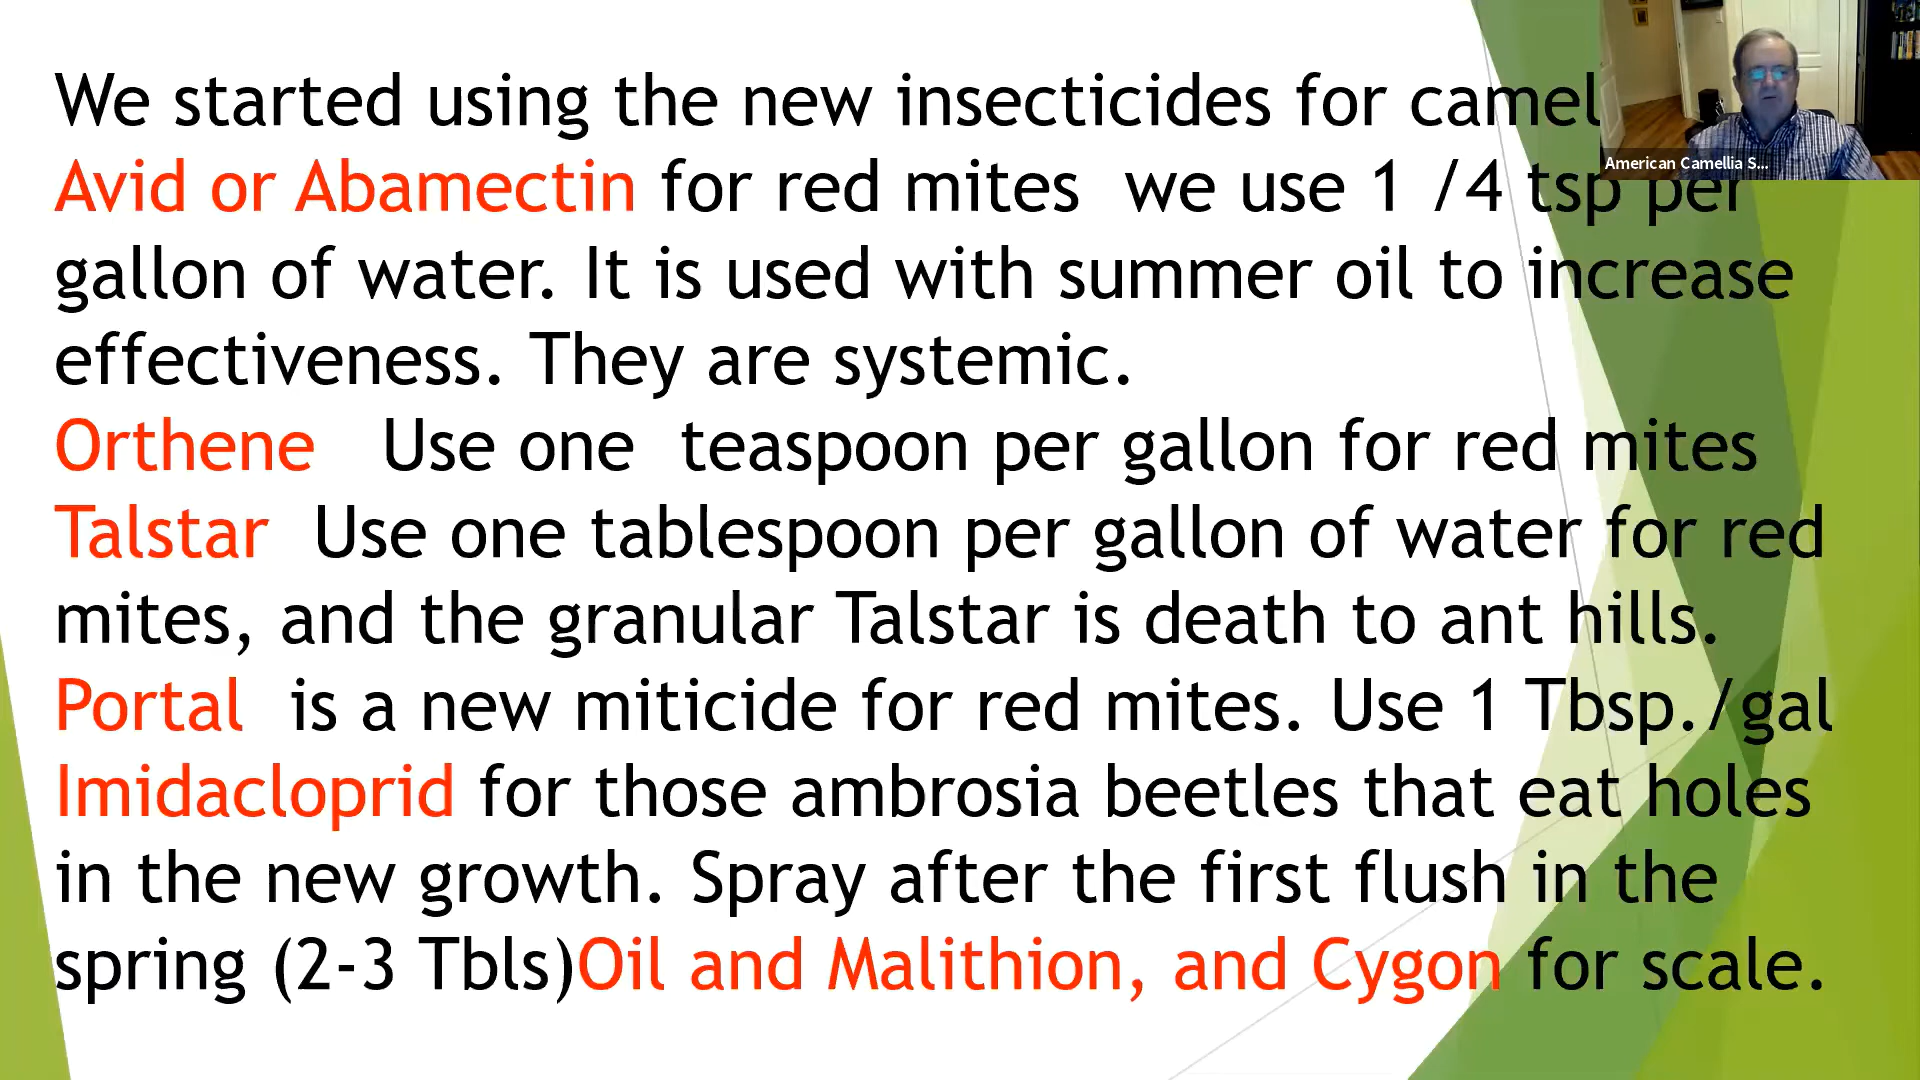 We started using the new insecticides for camel
Avid or Abamectin for red mites we use 1 /4 tsp per
gallon of water. It is used with summer oil to increase
effectiveness. They are systemic.
Orthene Use one teaspoon per gallon for red mites
Talstar Use one tablespoon per gallon of water for red
mites, and the granular Talstar is death to ant hills.
Portal is a new miticide for red mites. Use 1 Tbsp./gal
Imidacloprid for those ambrosia beetles that eat holes
in the new growth. Spray after the first flush in the
spring (2-3 Tbls)Oil and Malithion, and Cygon for scale.
American Camellia S...